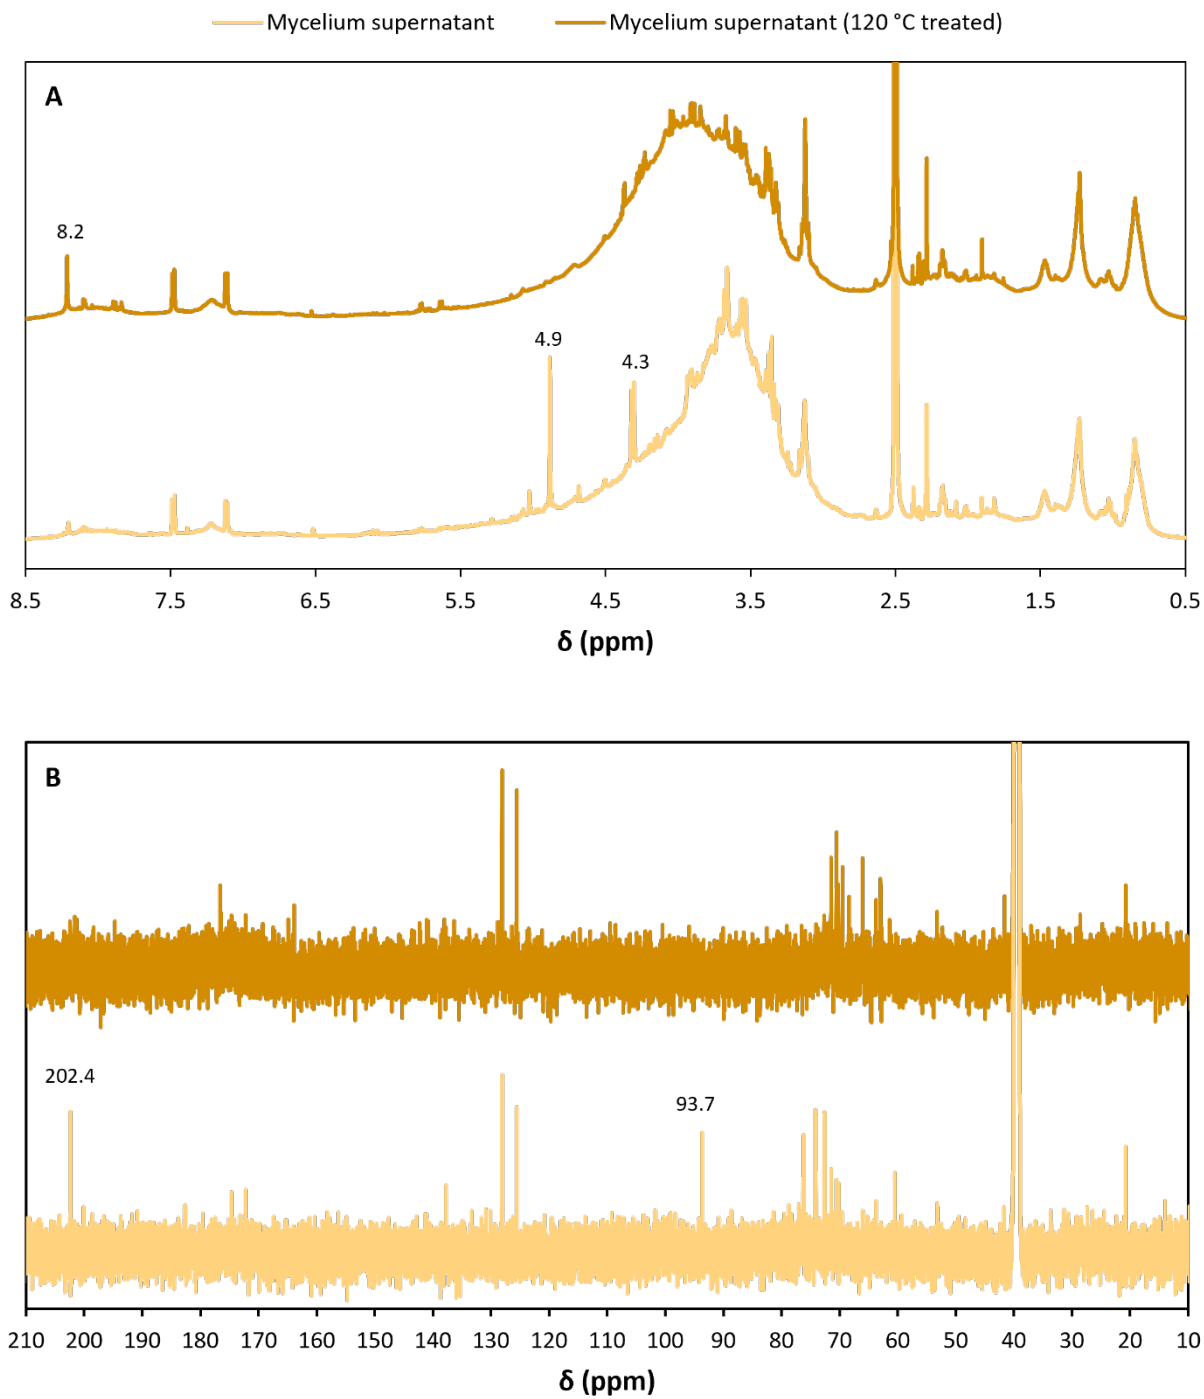 Mycelium supernatant Mycelium supernatant (120 °C treated)
A
8.2
4.9
4.3
8.5 7.5 6.5 5.5 4.5 3.5 2.5 1.5 0.5
δ (ppm)
B
202.4
93.7
210 200 190 180 170 160 150 140 130 120 110 100 90 80 70 60 50 40 30 20 10
δ (ppm)